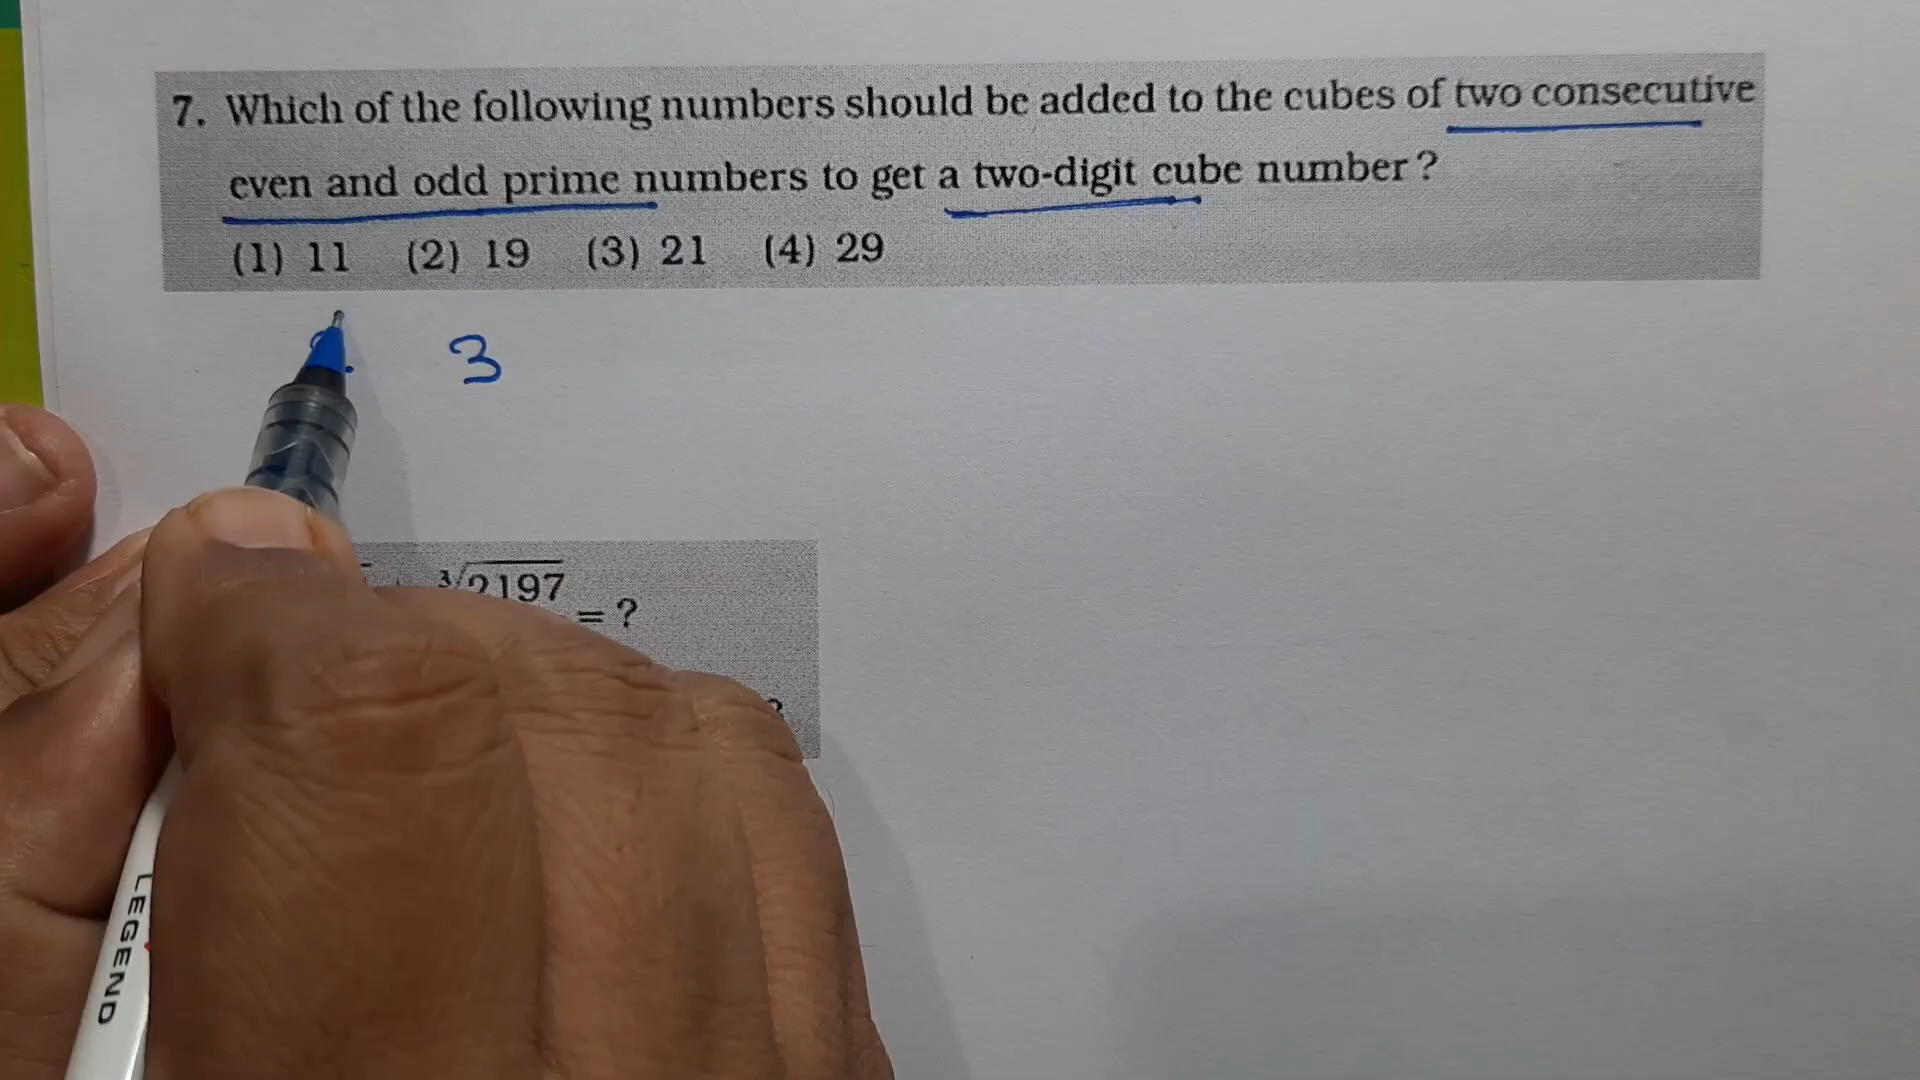 7. Which of the following numbers should be added to the cubes of two consecutive
even and odd prime numbers to get a two-digit cube number?
(1) 11 (2) 19 (3) 21 (4) 29
3
∛2197
= ?
LEGEND